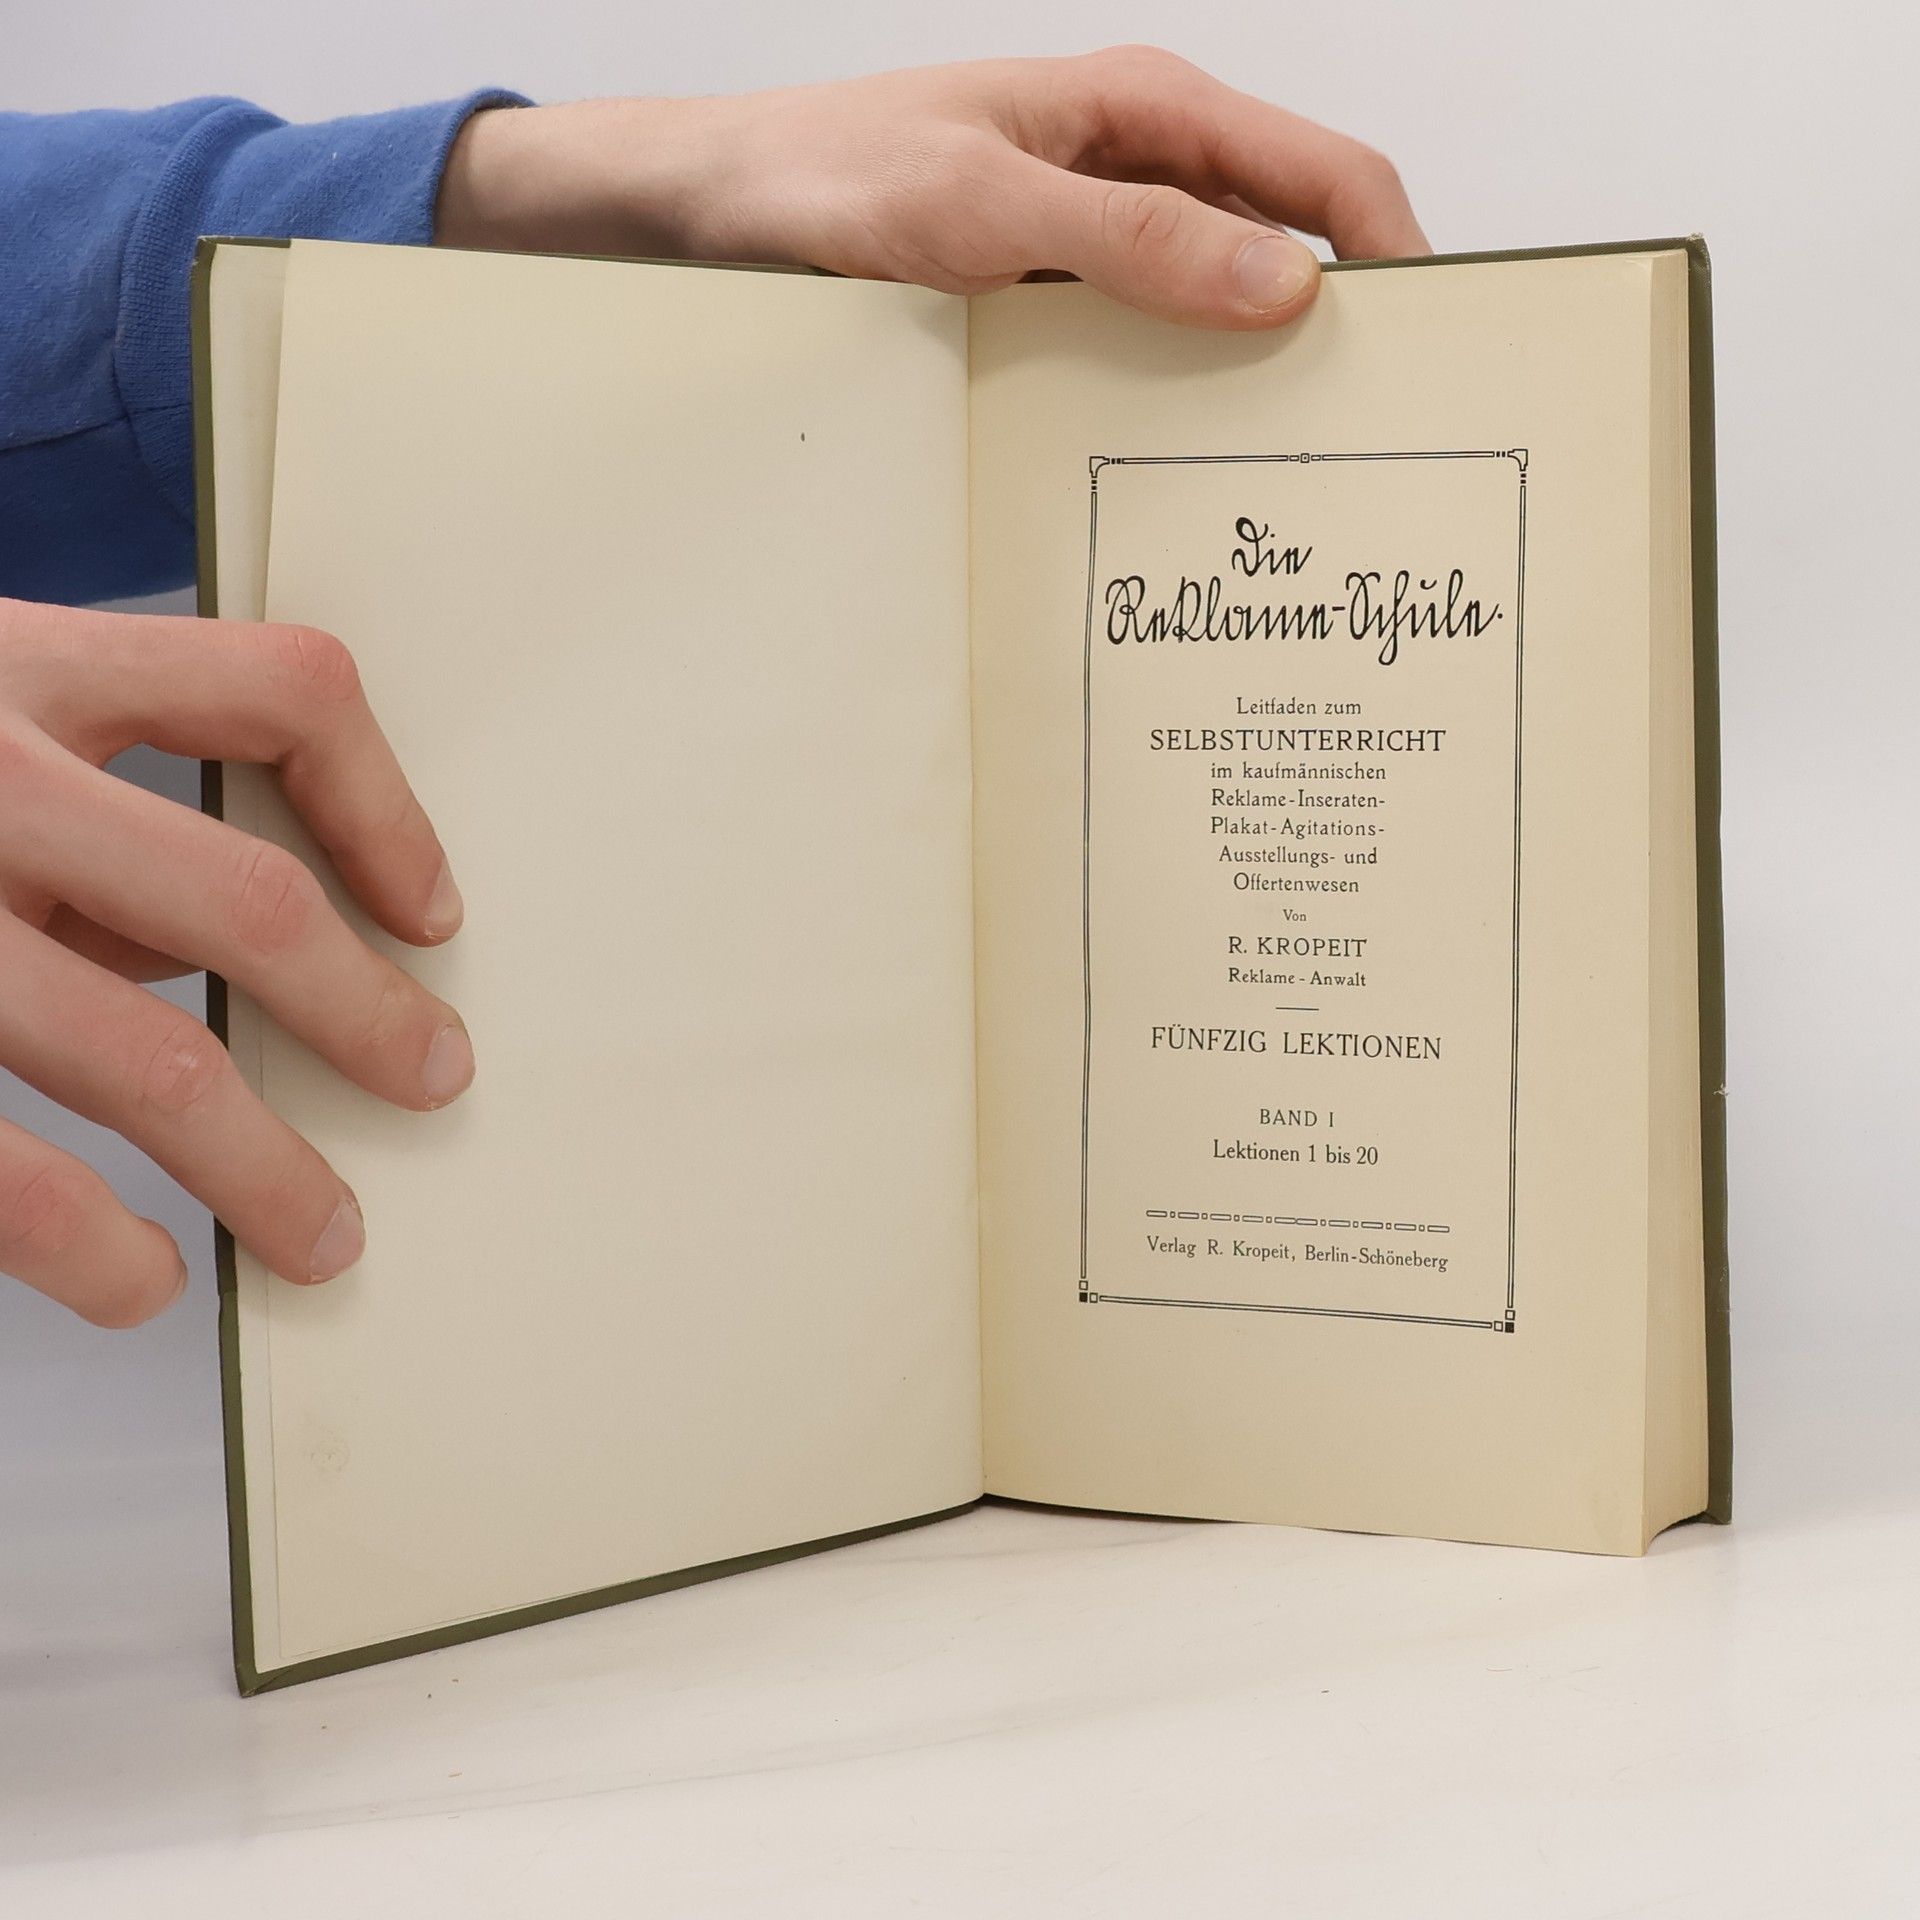 Die
Reklame-Schule.
Leitfaden zum
SELBSTUNTERRICHT
im kaufmännischen
Reklame-Inseraten-
Plakat-Agitations-
Ausstellungs- und
Offertenwesen
Von
R. KROPEIT
Reklame-Anwalt
FÜNFZIG LEKTIONEN
BAND I
Lektionen 1 bis 20
Verlag R. Kropeit, Berlin-Schöneberg